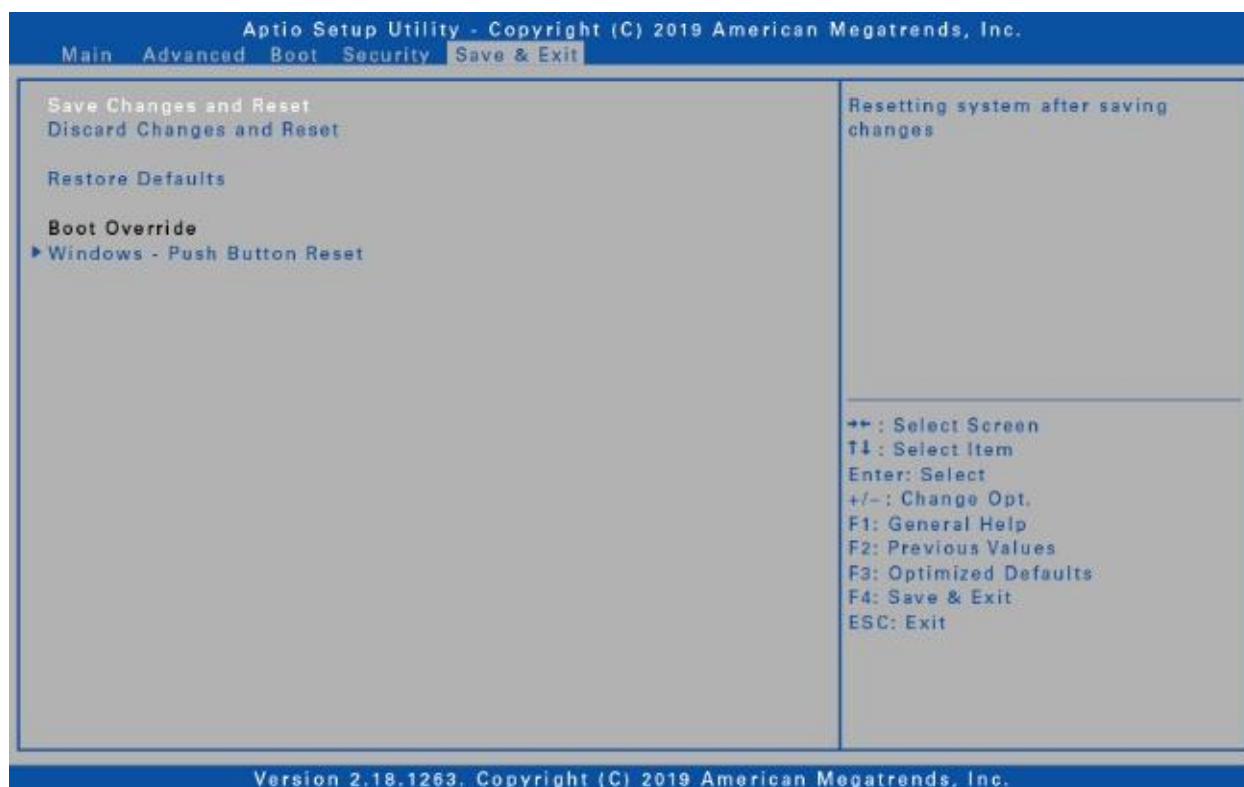 Aptio Setup Utility - Copyright (C) 2019 American Megatrends, Inc.
Main Advanced Boot Security Save & Exit
Save Changes and Reset
Discard Changes and Reset
Restore Defaults
Boot Override
▶ Windows - Push Button Reset
Resetting system after saving
changes
→←: Select Screen
↑↓: Select Item
Enter: Select
+/-: Change Opt.
F1: General Help
F2: Previous Values
F3: Optimized Defaults
F4: Save & Exit
ESC: Exit
Version 2.18.1263. Copyright (C) 2019 American Megatrends, Inc.